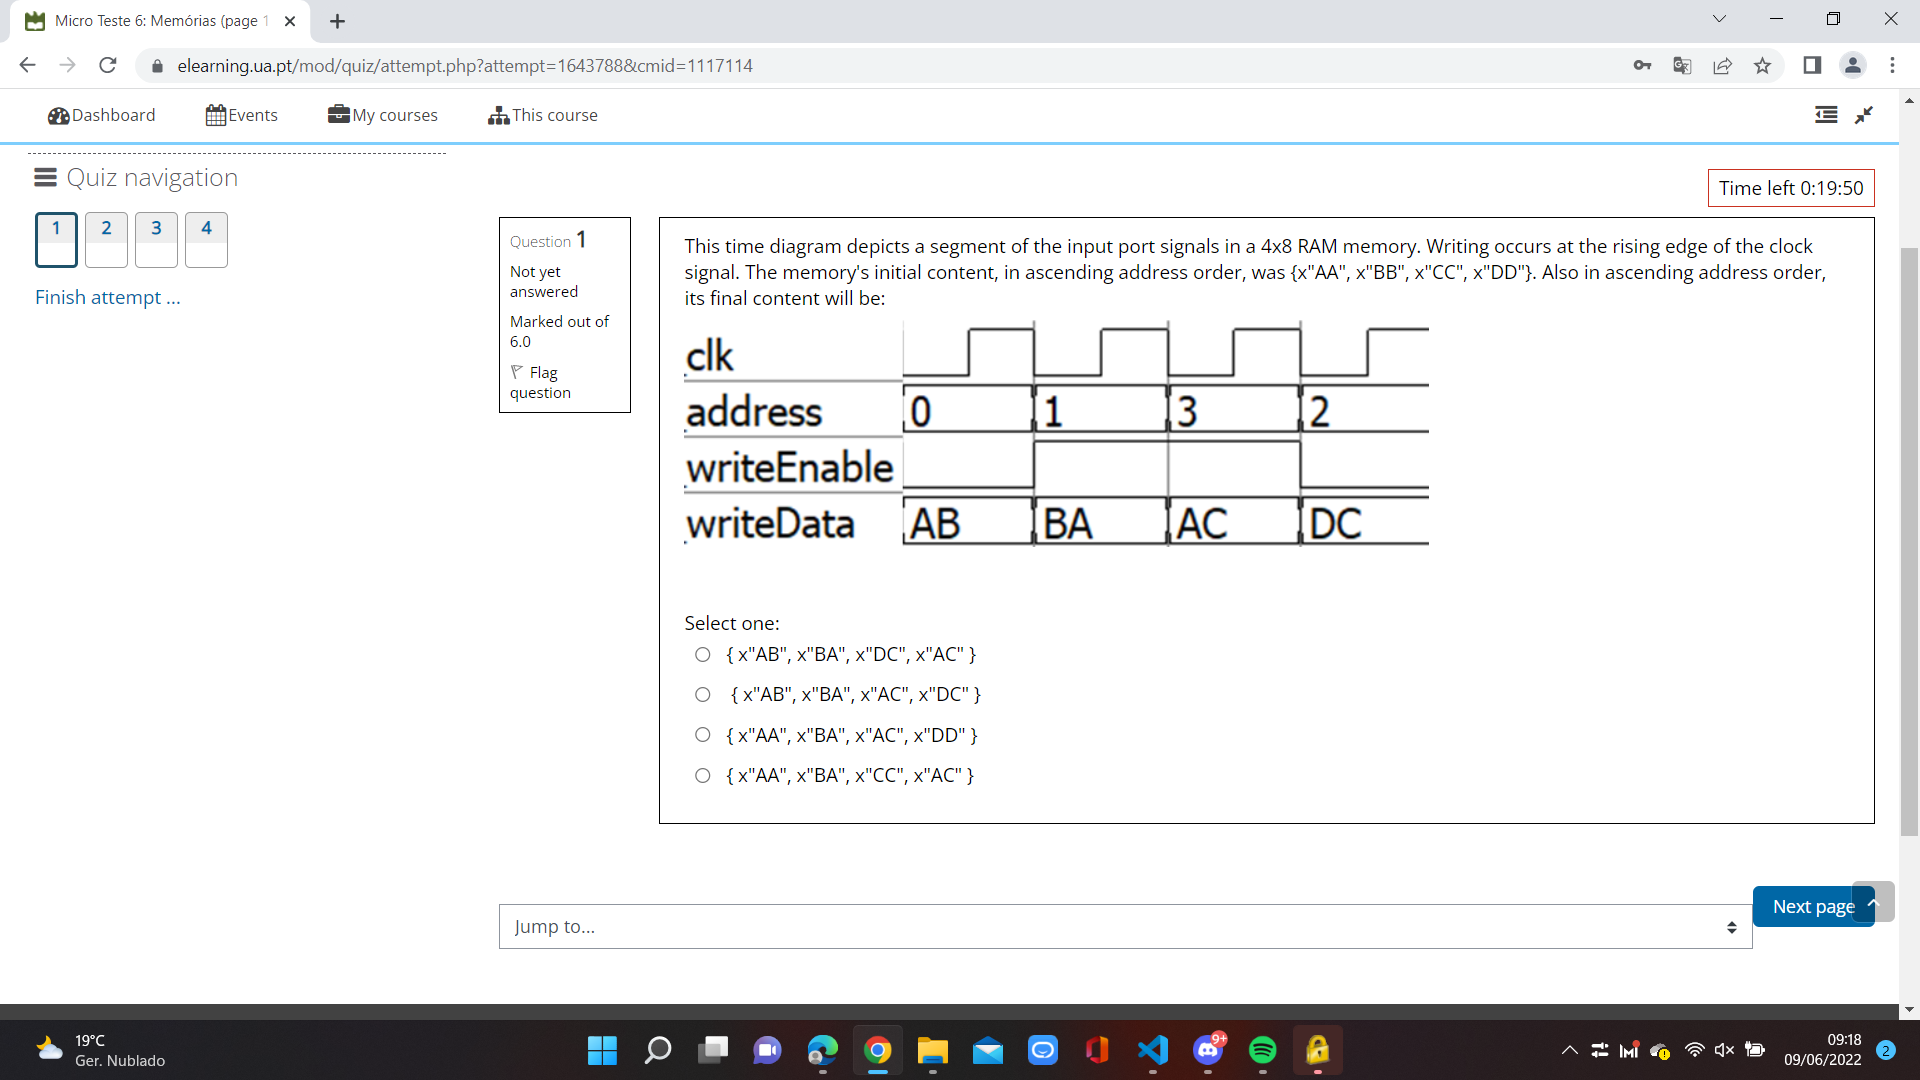 Micro Teste 6: Memórias (page 1
elearning.ua.pt/mod/quiz/attempt.php?attempt=1643788&cmid=1117114
Dashboard
Events
My courses
This course
Quiz navigation
1 2 3 4
Finish attempt ...
Time left 0:19:50
Question 1
Not yet
answered
Marked out of
6.0
Flag
question
This time diagram depicts a segment of the input port signals in a 4x8 RAM memory. Writing occurs at the rising edge of the clock
signal. The memory's initial content, in ascending address order, was {x"AA", x"BB", x"CC", x"DD"}. Also in ascending address order,
its final content will be:
clk
address 0 1 3 2
writeEnable
writeData AB BA AC DC
Select one:
{ x"AB", x"BA", x"DC", x"AC" }
{ x"AB", x"BA", x"AC", x"DC" }
{ x"AA", x"BA", x"AC", x"DD" }
{ x"AA", x"BA", x"CC", x"AC" }
Jump to...
Next page
19°C
Ger. Nublado
9+
09:18
09/06/2022
2